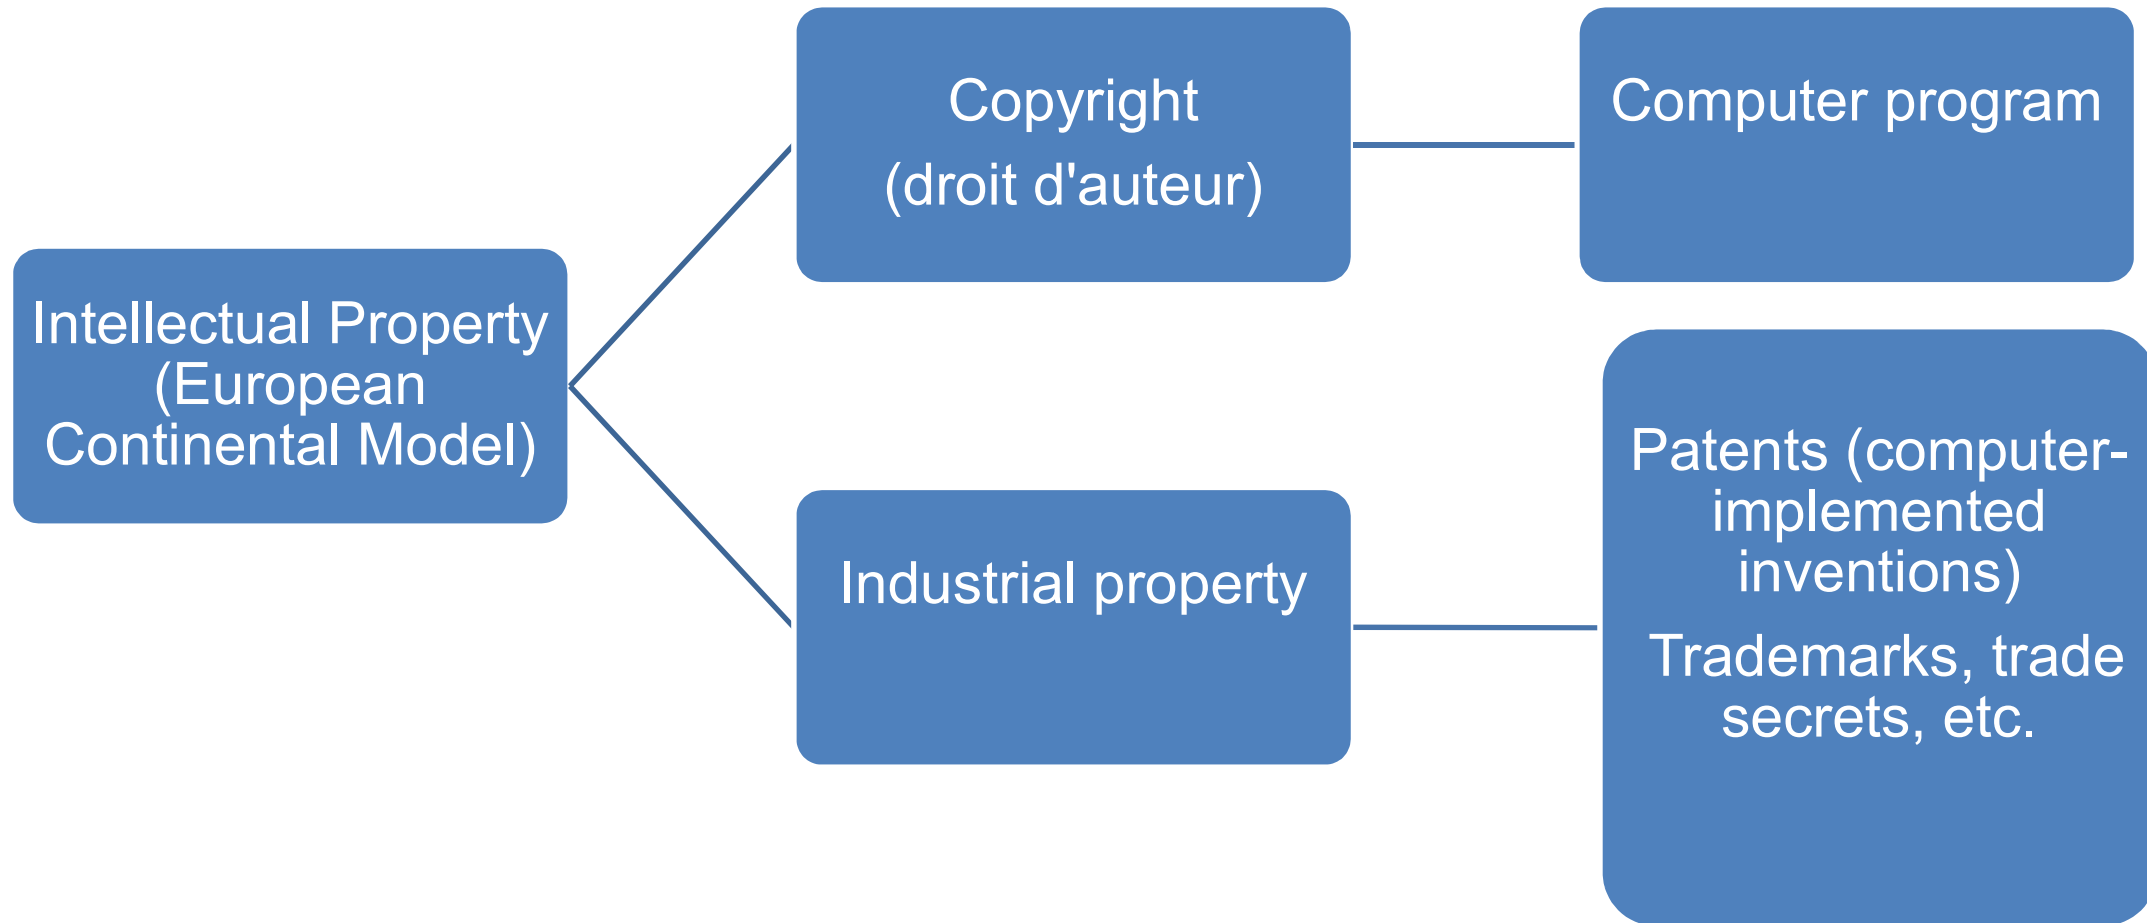 Intellectual Property
(European
Continental Model)
Copyright
(droit d'auteur)
Computer program
Industrial property
Patents (computer-
implemented
inventions)
Trademarks, trade
secrets, etc.